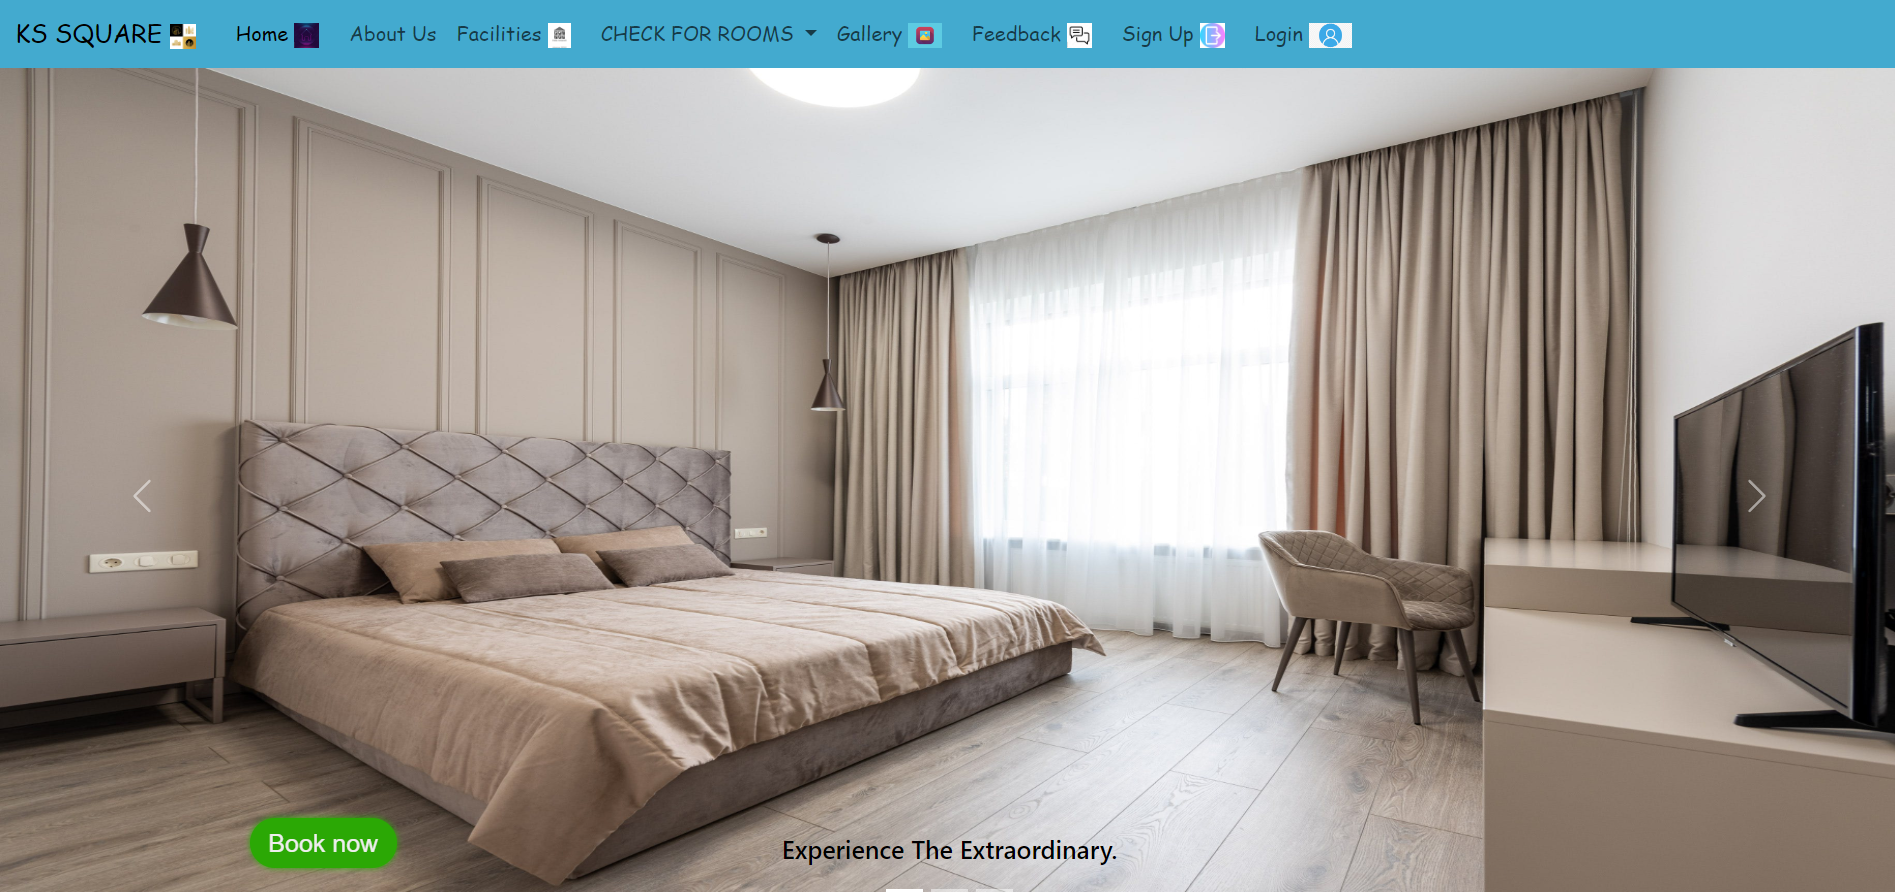 KS SQUARE Home About Us Facilities CHECK FOR ROOMS Gallery Feedback Sign Up Login
Book now
Experience The Extraordinary.